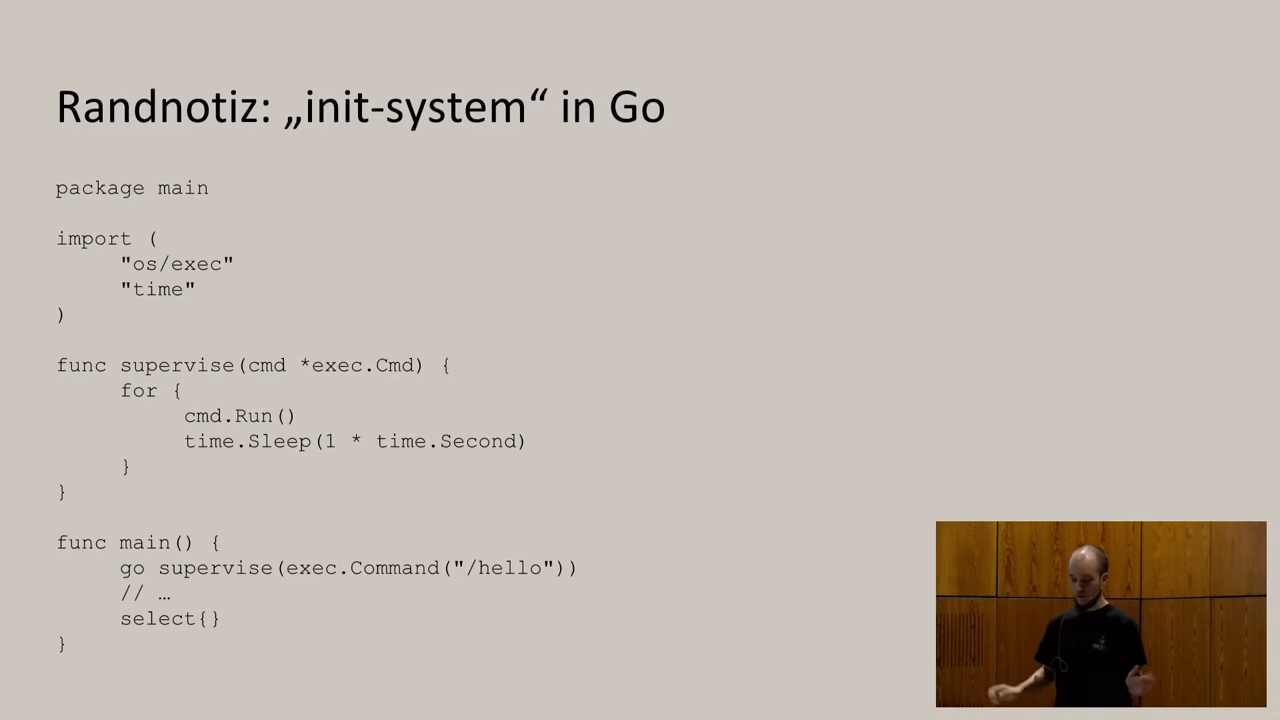 Randnotiz: „init-system“ in Go
package main
import (
"os/exec"
"time"
)
func supervise(cmd *exec.Cmd) {
for {
cmd.Run()
time.Sleep(1 * time.Second)
}
}
func main() {
go supervise(exec.Command("/hello"))
// …
select{}
}